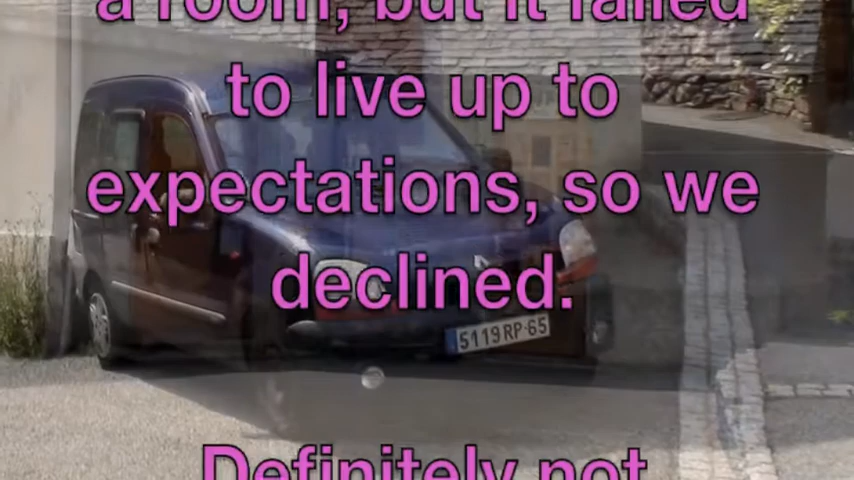 a room, but it failed
to live up to
expectations, so we
declined.
5119 RP 65
Definitely not